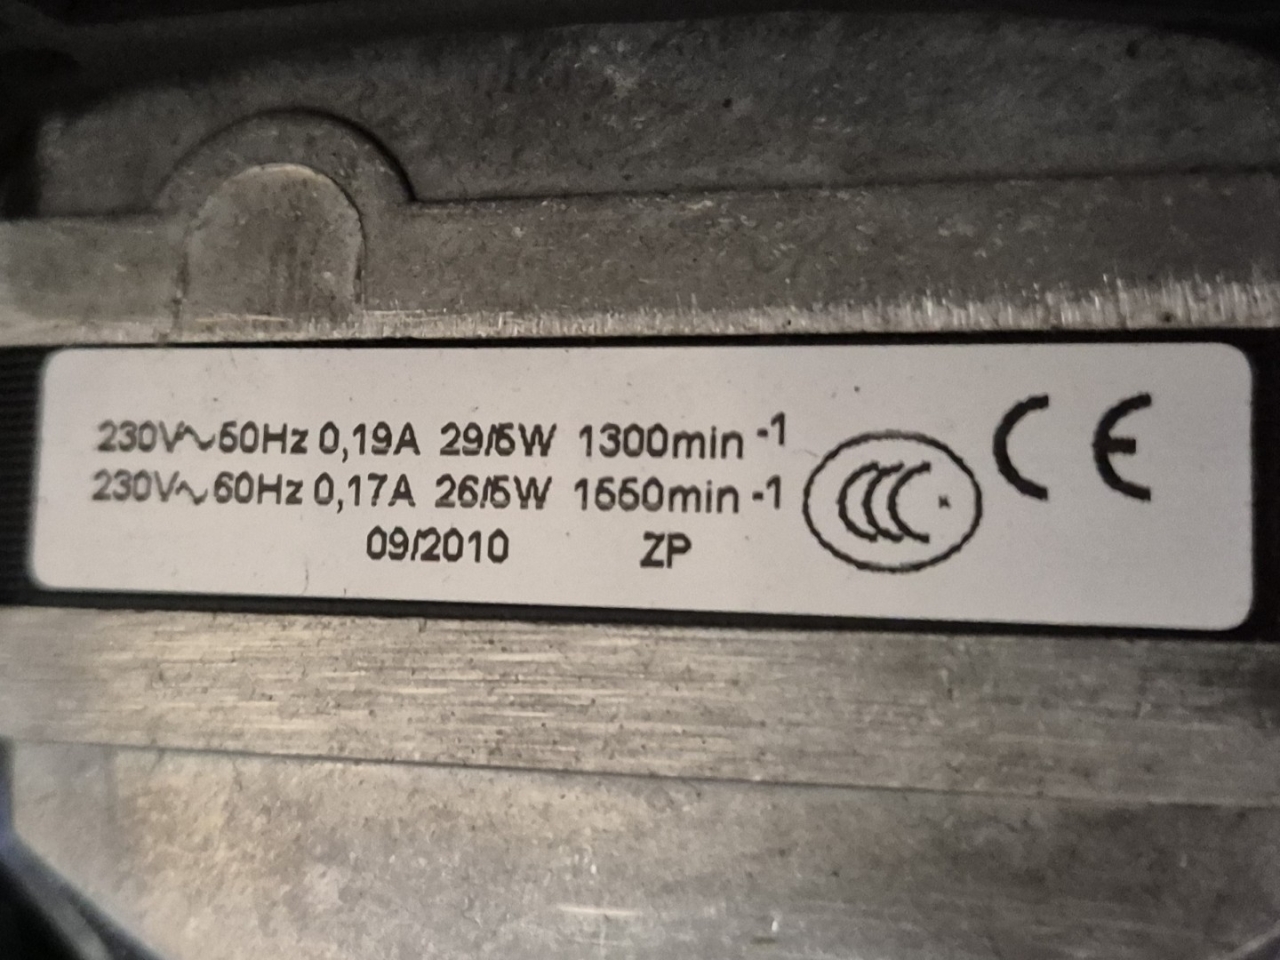 230V~50Hz 0,19A 29/5W 1300min -1
230V~60Hz 0,17A 26/5W 1550min -1
09/2010 ZP
CCC
CE